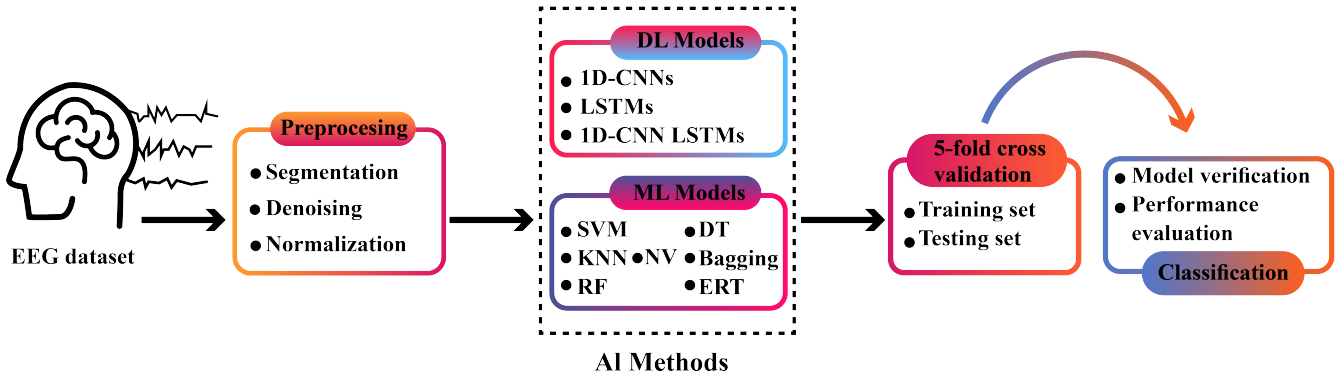 EEG dataset
Preprocesing
Segmentation
Denoising
Normalization
DL Models
1D-CNNs
LSTMs
1D-CNN LSTMs
ML Models
SVM
DT
KNN
NV
Bagging
RF
ERT
AI Methods
5-fold cross
validation
Training set
Testing set
Model verification
Performance
evaluation
Classification